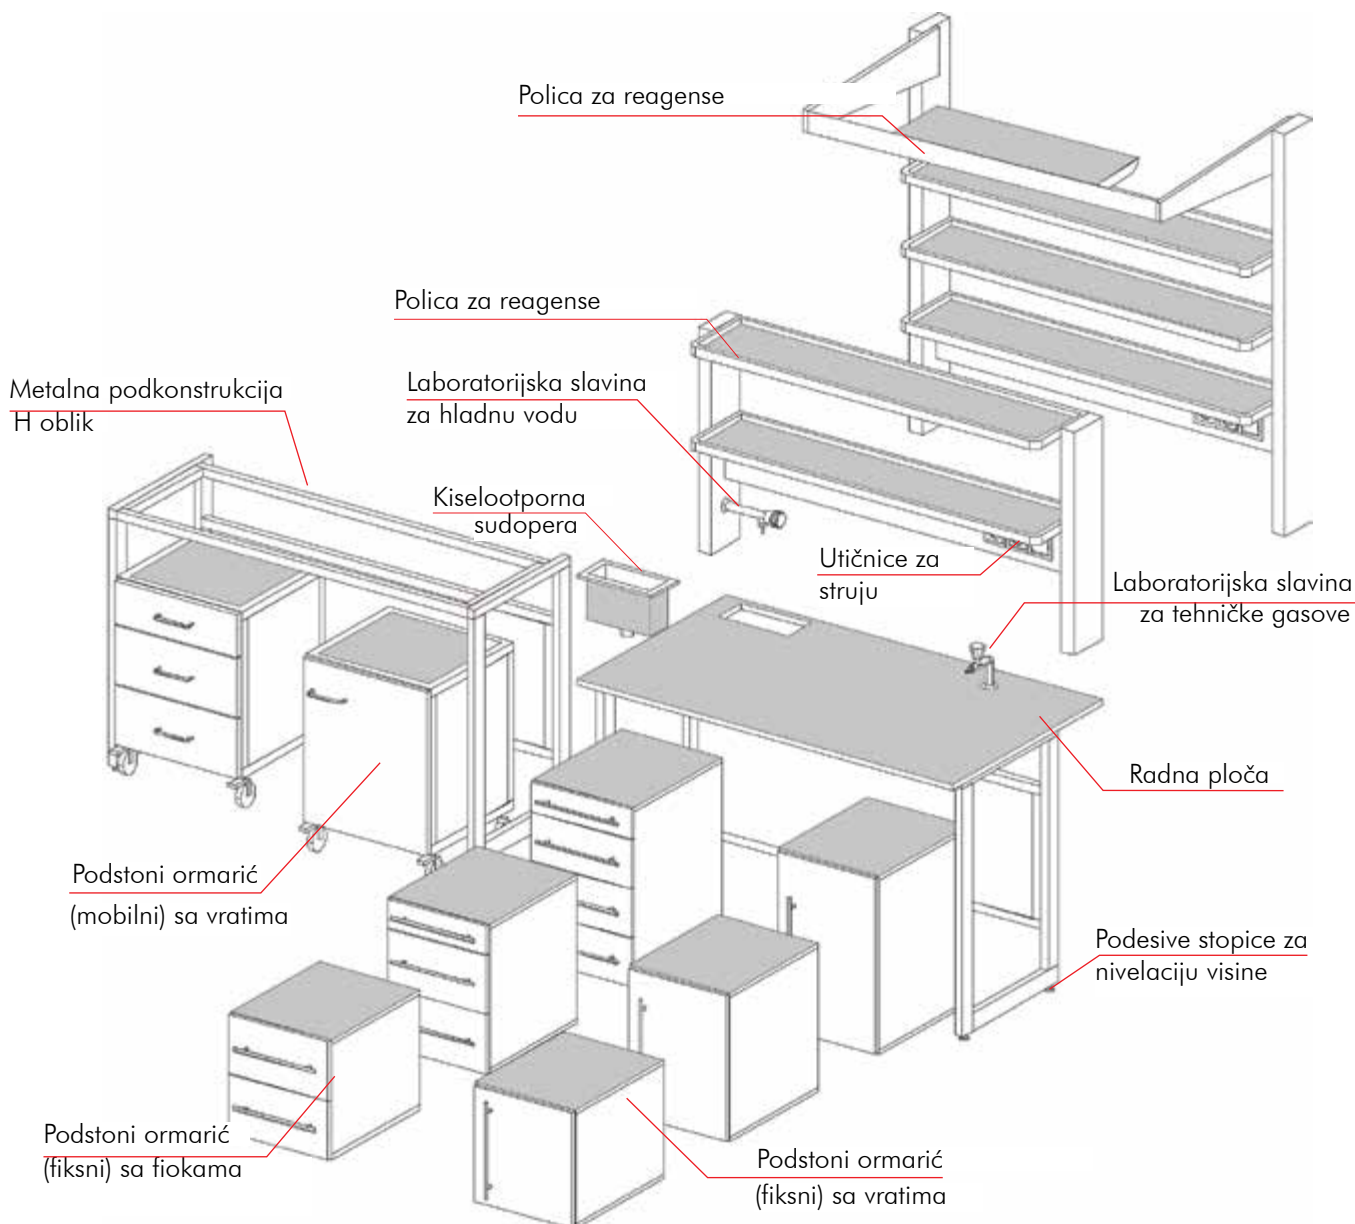 Polica za reagense
Polica za reagense
Metalna podkonstrukcija
H oblik
Laboratorijska slavina
za hladnu vodu
Kiselootporna
sudopera
Utičnice za
struju
Laboratorijska slavina
za tehničke gasove
Radna ploča
Podstoni ormarić
(mobilni) sa vratima
Podesive stopice za
nivelaciju visine
Podstoni ormarić
(fiksni) sa fiokama
Podstoni ormarić
(fiksni) sa vratima